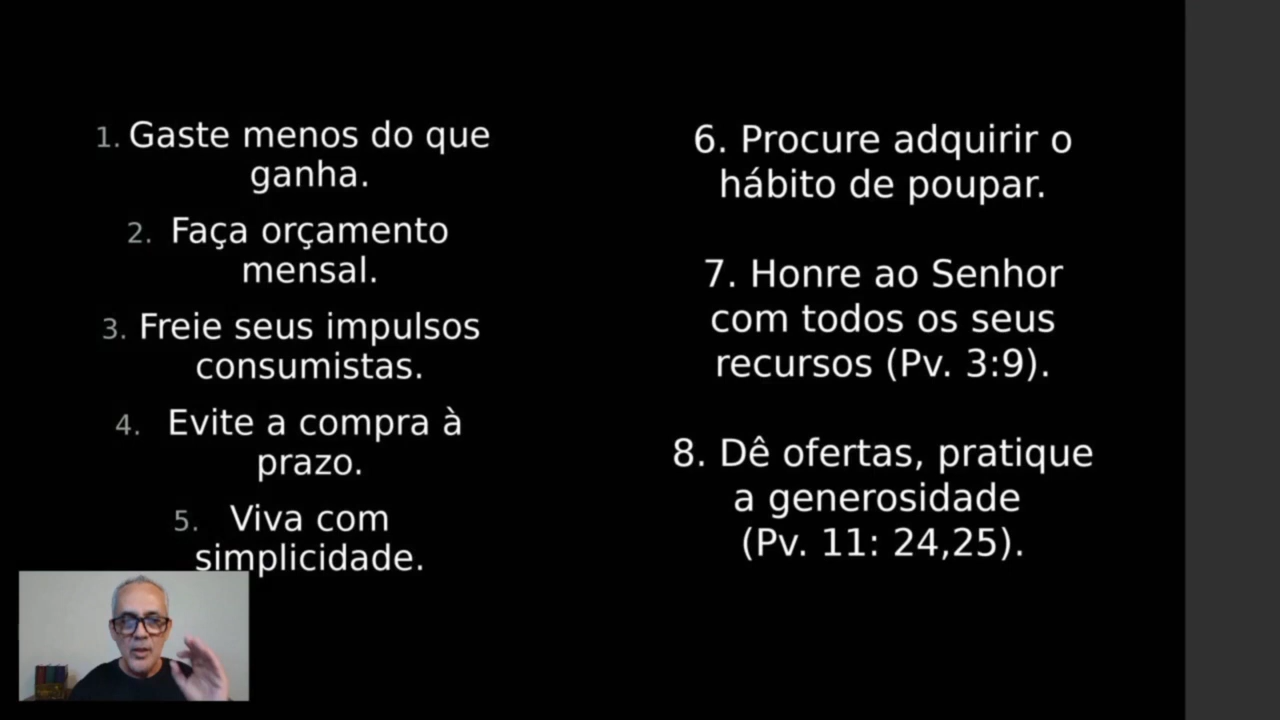 1. Gaste menos do que
ganha.
2. Faça orçamento
mensal.
3. Freie seus impulsos
consumistas.
4. Evite a compra à
prazo.
5. Viva com
simplicidade.
6. Procure adquirir o
hábito de poupar.
7. Honre ao Senhor
com todos os seus
recursos (Pv. 3:9).
8. Dê ofertas, pratique
a generosidade
(Pv. 11: 24,25).